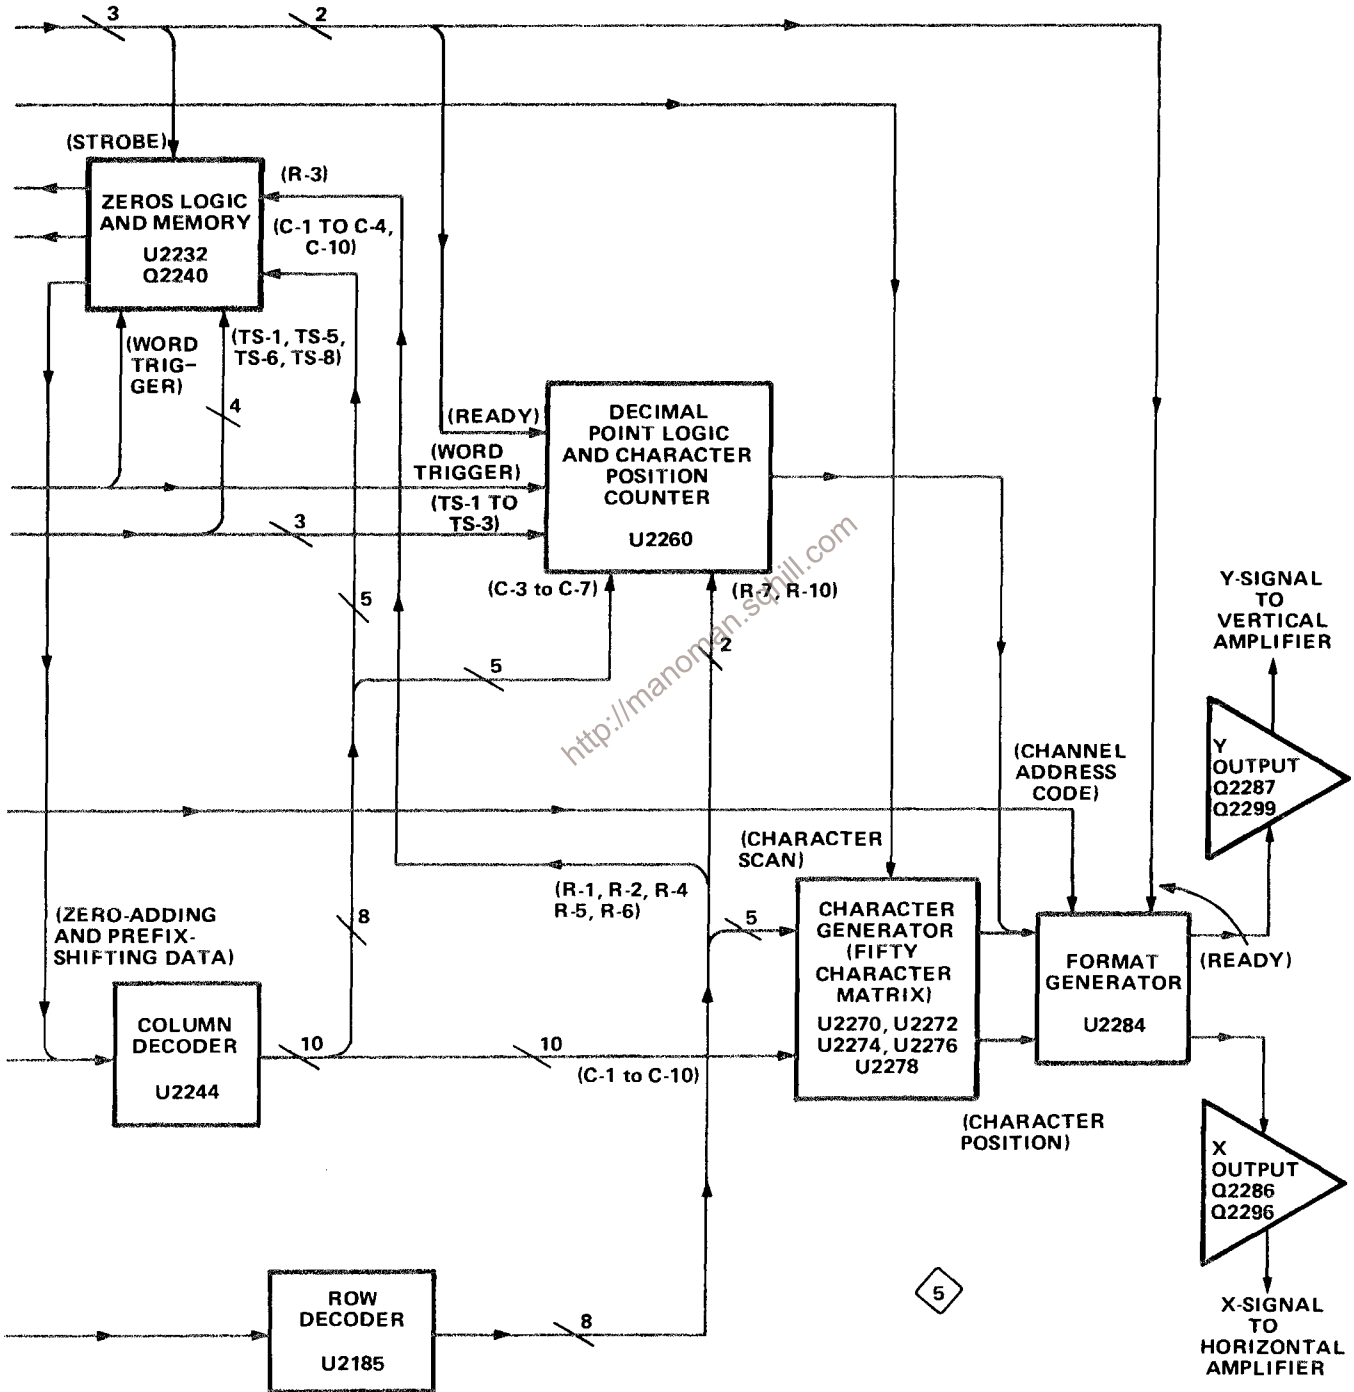 3
2
(STROBE)
ZEROS LOGIC
AND MEMORY
U2232
Q2240
(R-3)
(C-1 TO C-4,
C-10)
(WORD
TRIG-
GER)
(TS-1, TS-5,
TS-6, TS-8)
4
(READY)
(WORD
TRIGGER)
(TS-1 TO
TS-3)
3
DECIMAL
POINT LOGIC
AND CHARACTER
POSITION
COUNTER
U2260
(C-3 to C-7)
(R-7, R-10)
5
5
2
http://manoman.sqhill.com
Y-SIGNAL
TO
VERTICAL
AMPLIFIER
Y
OUTPUT
Q2287
Q2299
(CHANNEL
ADDRESS
CODE)
(CHARACTER
SCAN)
(R-1, R-2, R-4
R-5, R-6)
8
5
(ZERO-ADDING
AND PREFIX-
SHIFTING DATA)
CHARACTER
GENERATOR
(FIFTY
CHARACTER
MATRIX)
U2270, U2272
U2274, U2276
U2278
FORMAT
GENERATOR
U2284
(READY)
COLUMN
DECODER
U2244
10
10
(C-1 to C-10)
(CHARACTER
POSITION)
X
OUTPUT
Q2286
Q2296
ROW
DECODER
U2185
8
5
X-SIGNAL
TO
HORIZONTAL
AMPLIFIER